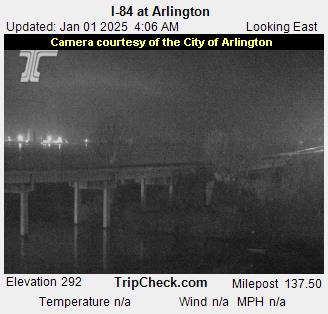 I-84 at Arlington
Updated: Jan 01 2025 4:06 AM Looking East
Camera courtesy of the City of Arlington
Elevation 292 TripCheck.com Milepost 137.50
Temperature n/a Wind n/a MPH n/a